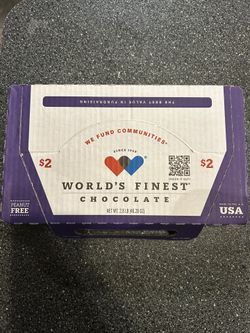 THE BEST VALUE IN FUNDRAISING
WE FUND COMMUNITIES
SINCE 1949
$2
$2
WORLD'S FINEST
CHOCOLATE
PEANUT
FREE
USA